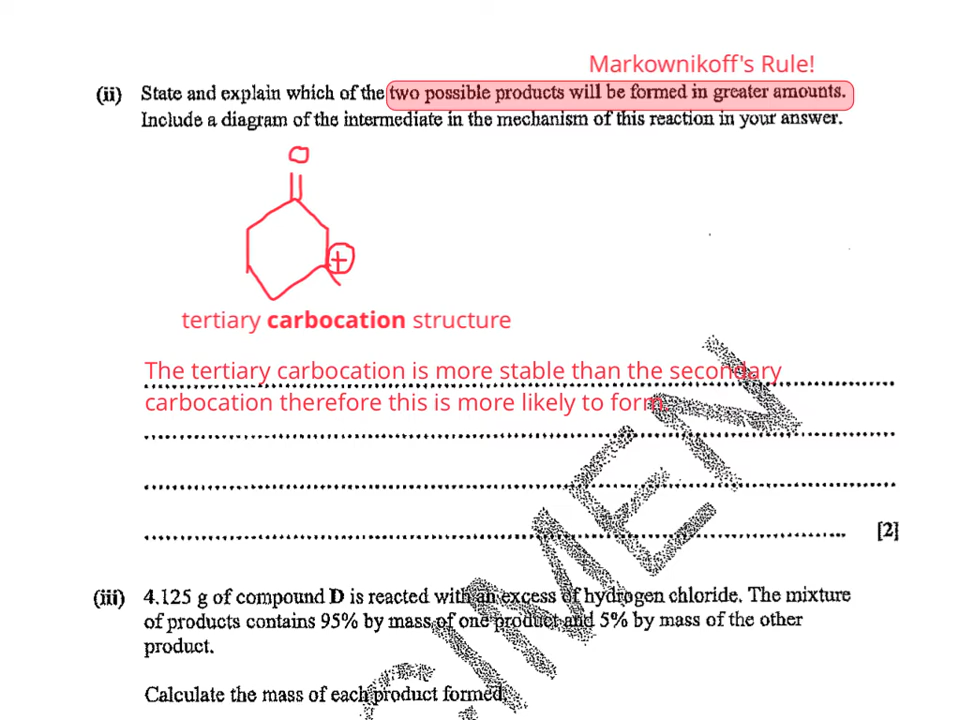 Markownikoff's Rule!
(ii) State and explain which of the two possible products will be formed in greater amounts.
Include a diagram of the intermediate in the mechanism of this reaction in your answer.
O
+
tertiary carbocation structure
The tertiary carbocation is more stable than the secondary
carbocation therefore this is more likely to form.
[2]
(iii) 4.125 g of compound D is reacted with an excess of hydrogen chloride. The mixture
of products contains 95% by mass of one product and 5% by mass of the other
product.
Calculate the mass of each product formed.
CIMEN